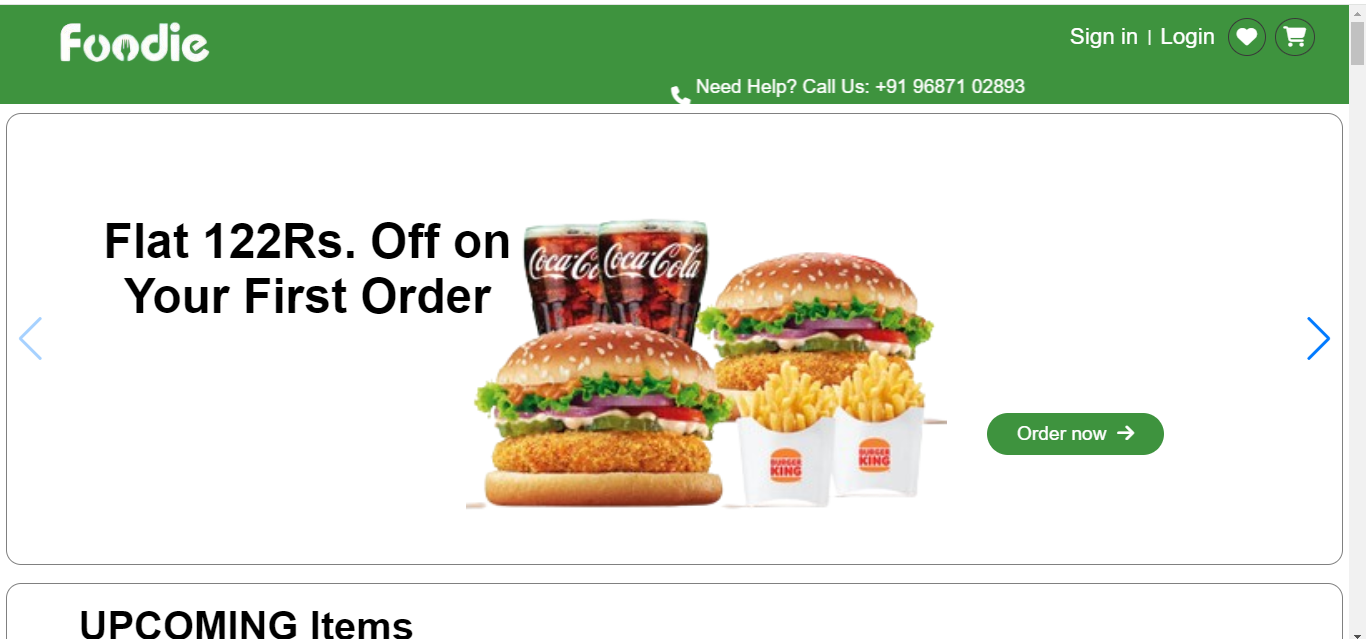 Foodie
Sign in | Login
Need Help? Call Us: +91 96871 02893
Flat 122Rs. Off on
Your First Order
Coca-Co
Coca-Cola
BURGER
KING
BURGER
KING
Order now
UPCOMING Items